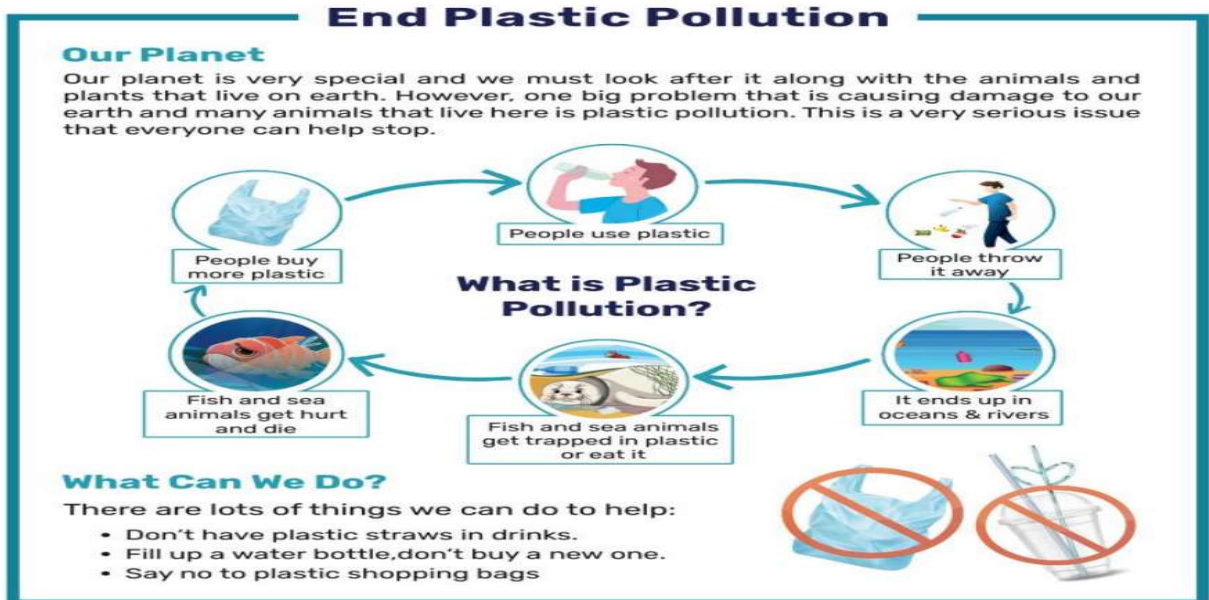 End Plastic Pollution
Our Planet
Our planet is very special and we must look after it along with the animals and
plants that live on earth. However, one big problem that is causing damage to our
earth and many animals that live here is plastic pollution. This is a very serious issue
that everyone can help stop.
People buy
more plastic
People use plastic
People throw
it away
What is Plastic
Pollution?
It ends up in
oceans & rivers
Fish and sea animals
get trapped in plastic
or eat it
Fish and sea
animals get hurt
and die
What Can We Do?
There are lots of things we can do to help:
• Don't have plastic straws in drinks.
• Fill up a water bottle,don't buy a new one.
• Say no to plastic shopping bags